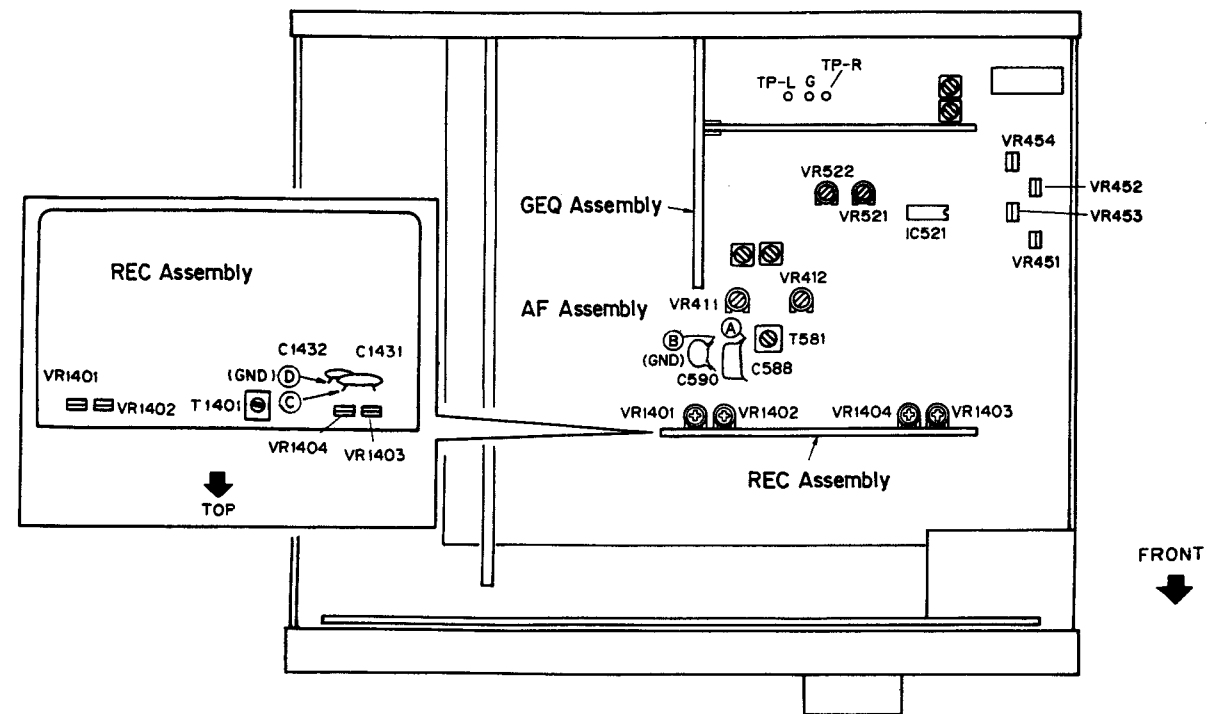 TP-L G TP-R
VR454
VR522
VR452
GEQ Assembly
VR521
IC521
VR453
VR451
REC Assembly
VR412
AF Assembly
VR411
A
B
T581
(GND)
C588
C590
C1432 C1431
(GND) D
VR1401
VR1402
T1401
C
VR1404
VR1403
VR1401 VR1402 VR1404 VR1403
REC Assembly
TOP
FRONT